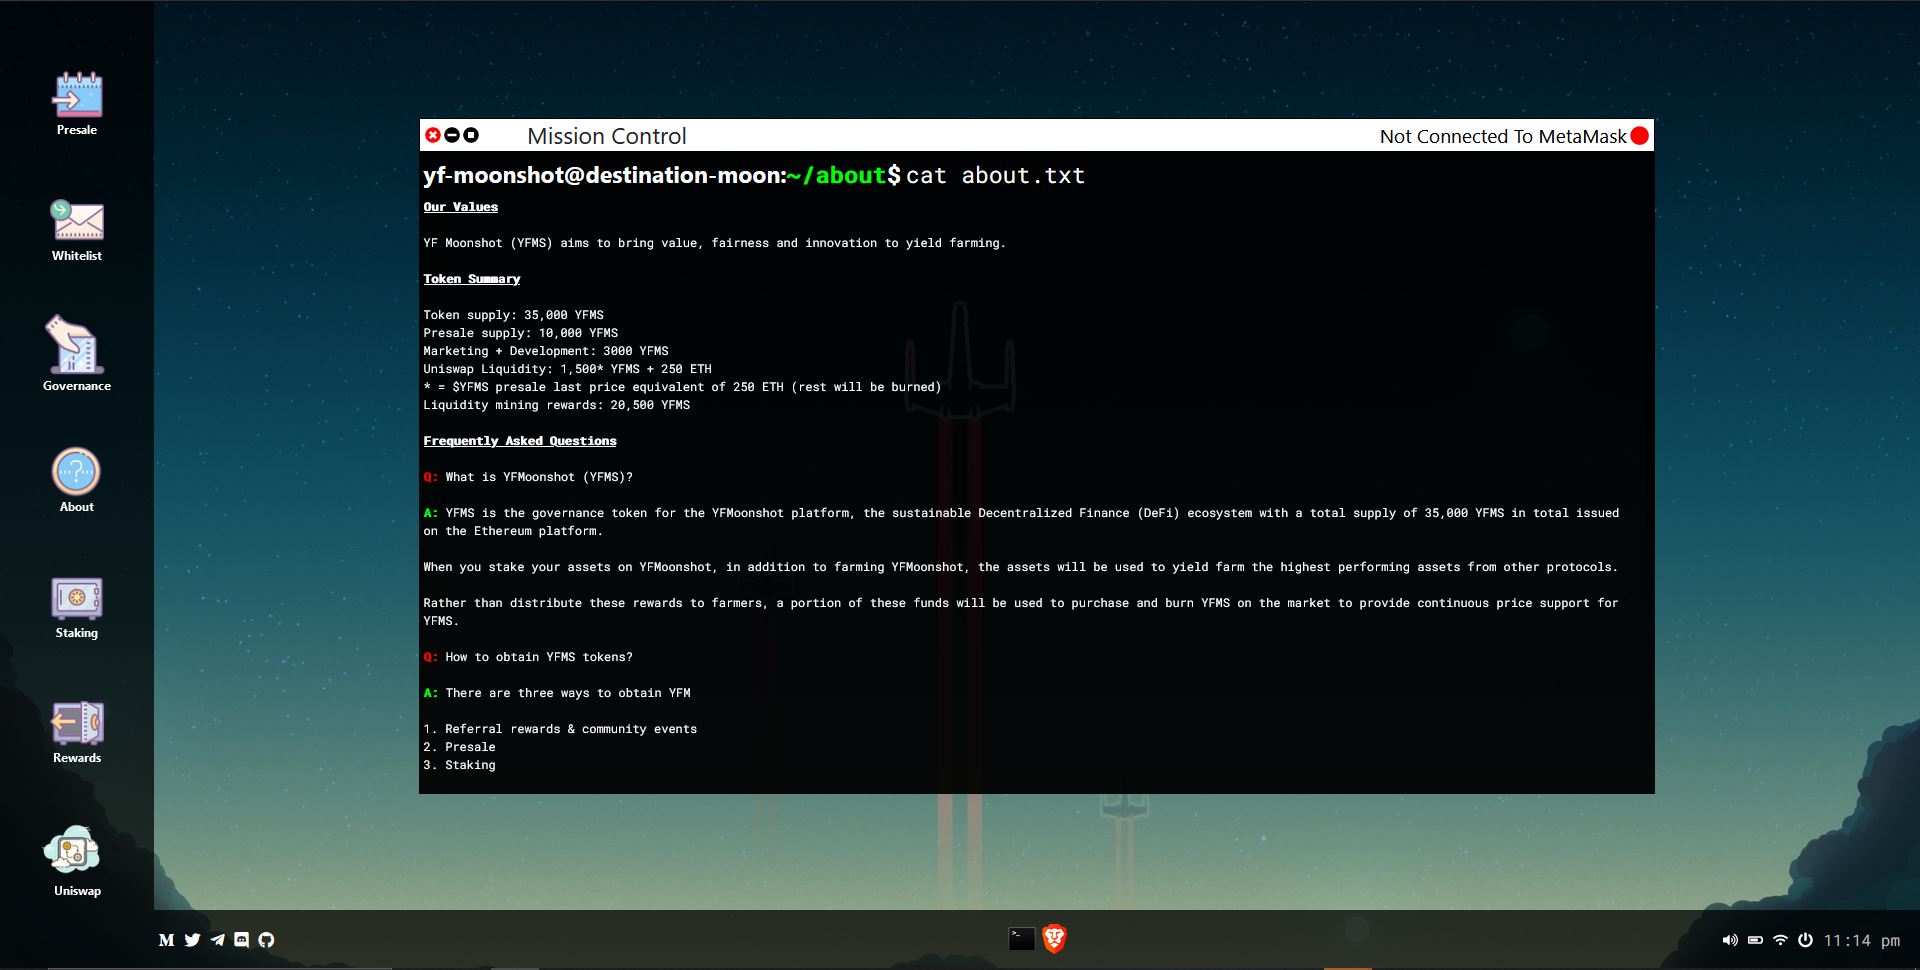 Presale
Whitelist
Governance
About
Staking
Rewards
Uniswap
Mission Control
Not Connected To MetaMask
yf-moonshot@destination-moon:~/about$ cat about.txt
Our Values
YF Moonshot (YFMS) aims to bring value, fairness and innovation to yield farming.
Token Summary
Token supply: 35,000 YFMS
Presale supply: 10,000 YFMS
Marketing + Development: 3000 YFMS
Uniswap Liquidity: 1,500* YFMS + 250 ETH
* = $YFMS presale last price equivalent of 250 ETH (rest will be burned)
Liquidity mining rewards: 20,500 YFMS
Frequently Asked Questions
Q: What is YFMoonshot (YFMS)?
A: YFMS is the governance token for the YFMoonshot platform, the sustainable Decentralized Finance (DeFi) ecosystem with a total supply of 35,000 YFMS in total issued
on the Ethereum platform.
When you stake your assets on YFMoonshot, in addition to farming YFMoonshot, the assets will be used to yield farm the highest performing assets from other protocols.
Rather than distribute these rewards to farmers, a portion of these funds will be used to purchase and burn YFMS on the market to provide continuous price support for
YFMS.
Q: How to obtain YFMS tokens?
A: There are three ways to obtain YFM
1. Referral rewards & community events
2. Presale
3. Staking
M
>_
11:14 pm